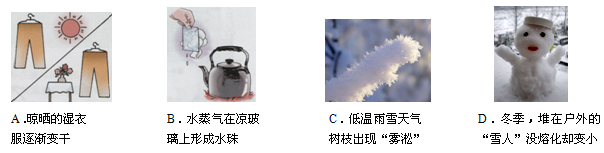 A.晾晒的湿衣
服逐渐变干
B．水蒸气在凉玻
璃上形成水珠
C．低温雨雪天气
树枝出现“雾凇”
D．冬季，堆在户外的
“雪人”没熔化却变小